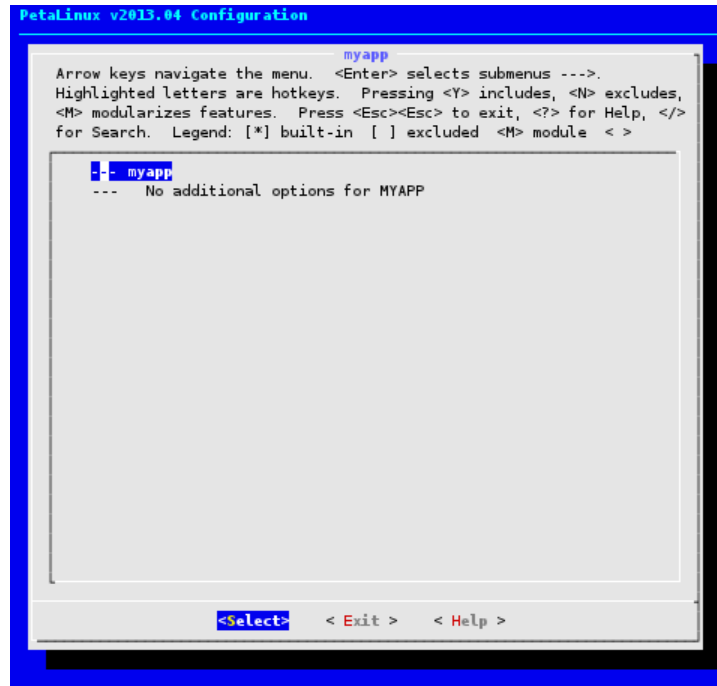 PetaLinux v2013.04 Configuration
myapp
Arrow keys navigate the menu.  <Enter> selects submenus --->.
Highlighted letters are hotkeys.  Pressing <Y> includes, <N> excludes,
<M> modularizes features.  Press <Esc><Esc> to exit, <?> for Help, </>
for Search.  Legend: [*] built-in  [ ] excluded  <M> module  < >
--- myapp
---   No additional options for MYAPP
<Select>    < Exit >    < Help >